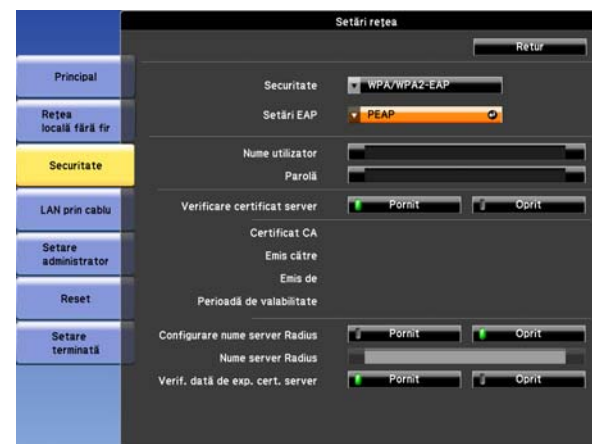 Setări rețea
Retur
Principal
Rețea
locală fără fir
Securitate
LAN prin cablu
Setare
administrator
Reset
Setare
terminată
Securitate WPA/WPA2-EAP
Setări EAP PEAP
Nume utilizator
Parolă
Verificare certificat server Pornit Oprit
Certificat CA
Emis către
Emis de
Perioadă de valabilitate
Configurare nume server Radius Pornit Oprit
Nume server Radius
Verif. dată de exp. cert. server Pornit Oprit